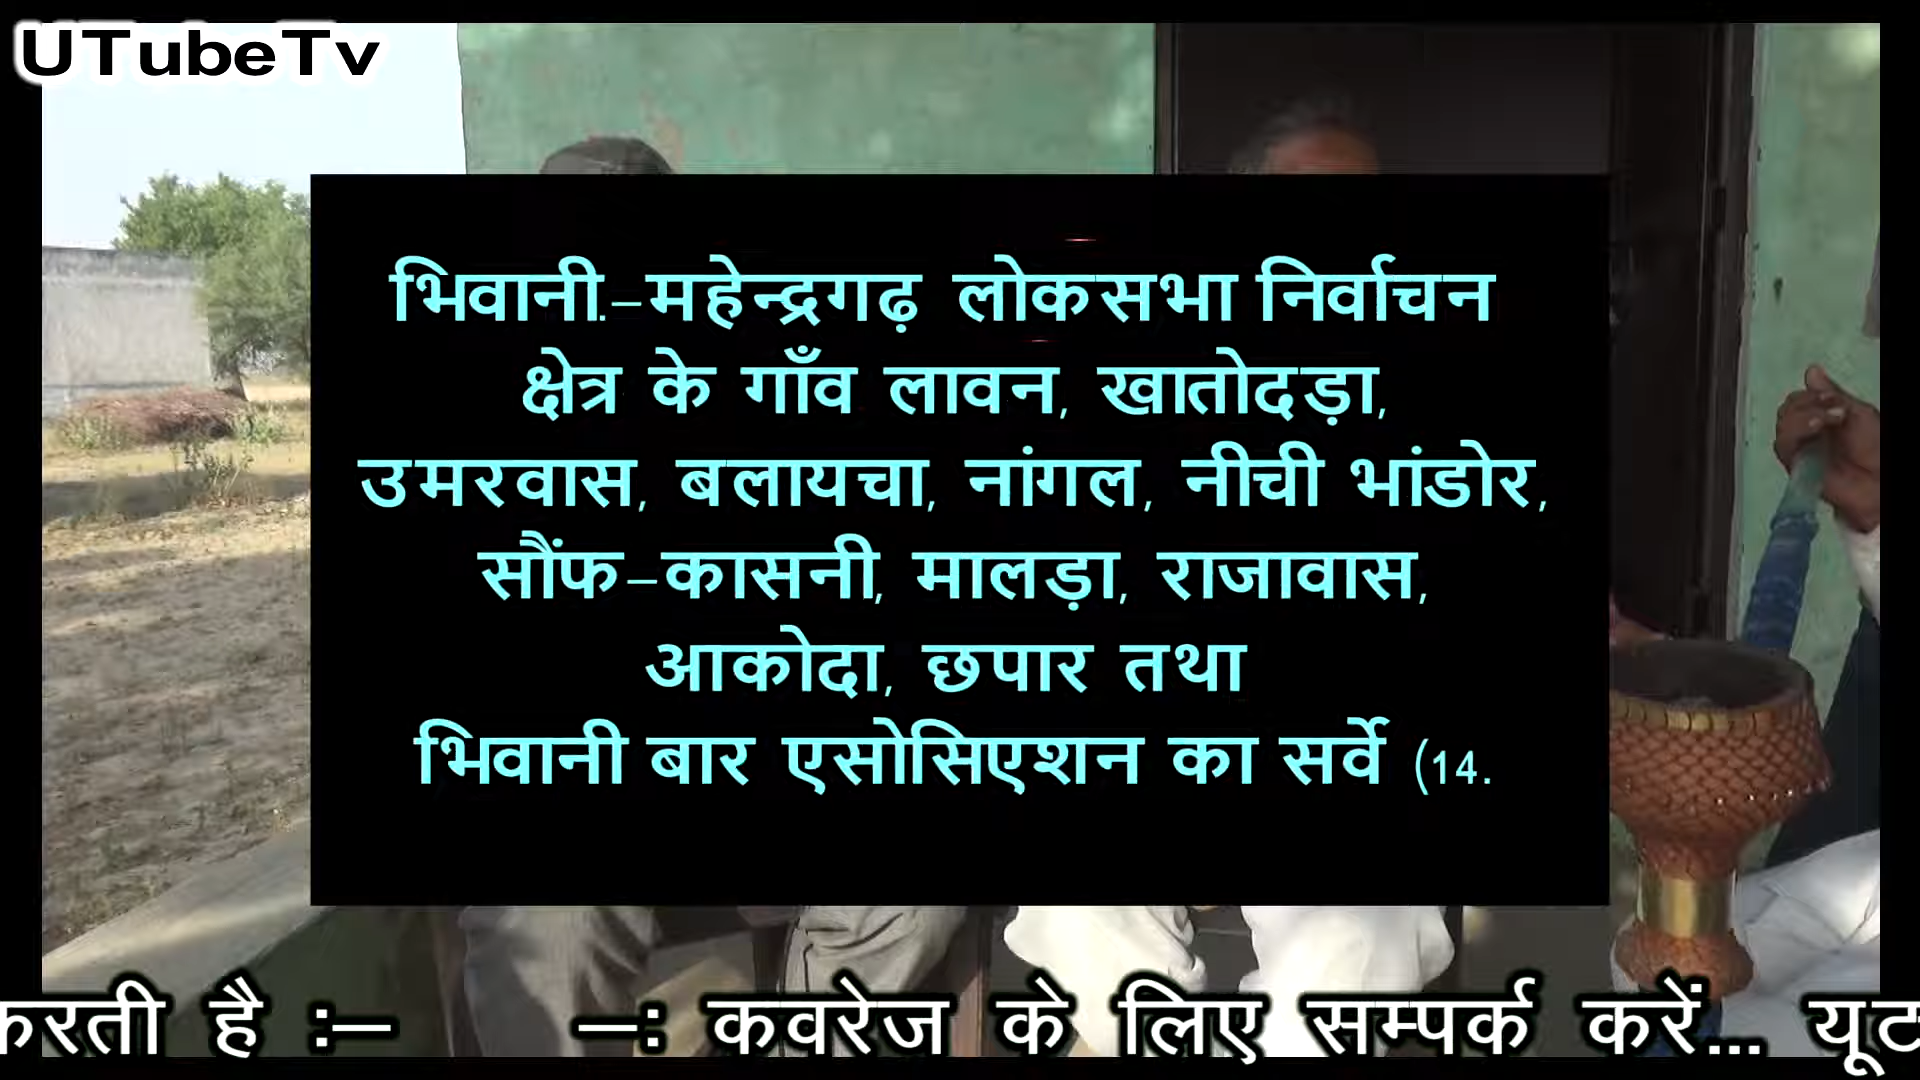 UTubeTv
भिवानी.–महेन्द्रगढ़ लोकसभा निर्वाचन
क्षेत्र के गाँव लावन, खातोदड़ा,
उमरवास, बलायचा, नांगल, नीची भांडोर,
सौंफ–कासनी, मालड़ा, राजावास,
आकोदा, छपार तथा
भिवानी बार एसोसिएशन का सर्वे (14.
करती है :– –: कवरेज के लिए सम्पर्क करें... यूट